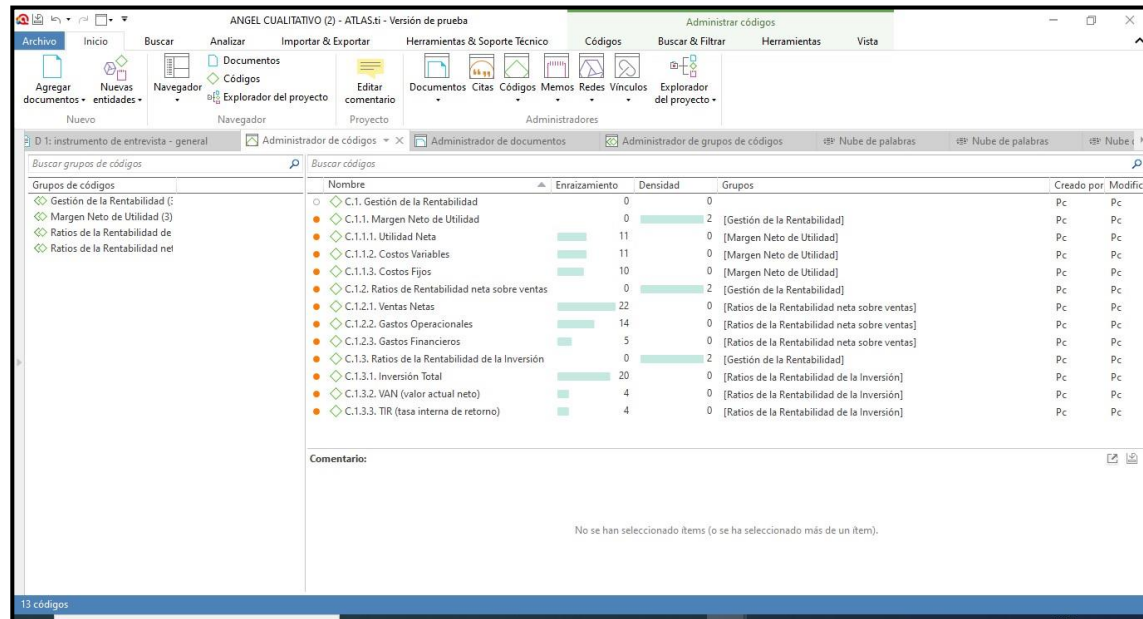 ANGEL CUALITATIVO (2) - ATLAS.ti - Versión de prueba
Administrar códigos
Archivo Inicio Buscar Analizar Importar & Exportar Herramientas & Soporte Técnico Códigos Buscar & Filtrar Herramientas Vista
Agregar documentos
Nuevas entidades
Navegador
Documentos
Códigos
Explorador del proyecto
Editar comentario
Documentos Citas Códigos Memos Redes Vínculos
Explorador del proyecto
Nuevo Navegador Proyecto Administradores
D 1: instrumento de entrevista - general Administrador de códigos Administrador de documentos Administrador de grupos de códigos Nube de palabras Nube de palabras Nube
Buscar grupos de códigos
Grupos de códigos
Gestión de la Rentabilidad (3
Margen Neto de Utilidad (3)
Ratios de la Rentabilidad de
Ratios de la Rentabilidad net
Buscar códigos
Nombre Enraizamiento Densidad Grupos Creado por Modific
C.1. Gestión de la Rentabilidad 0 0 Pc Pc
C.1.1. Margen Neto de Utilidad 0 2 [Gestión de la Rentabilidad] Pc Pc
C.1.1.1. Utilidad Neta 11 0 [Margen Neto de Utilidad] Pc Pc
C.1.1.2. Costos Variables 11 0 [Margen Neto de Utilidad] Pc Pc
C.1.1.3. Costos Fijos 10 0 [Margen Neto de Utilidad] Pc Pc
C.1.2. Ratios de Rentabilidad neta sobre ventas 0 2 [Gestión de la Rentabilidad] Pc Pc
C.1.2.1. Ventas Netas 22 0 [Ratios de la Rentabilidad neta sobre ventas] Pc Pc
C.1.2.2. Gastos Operacionales 14 0 [Ratios de la Rentabilidad neta sobre ventas] Pc Pc
C.1.2.3. Gastos Financieros 5 0 [Ratios de la Rentabilidad neta sobre ventas] Pc Pc
C.1.3. Ratios de la Rentabilidad de la Inversión 0 2 [Gestión de la Rentabilidad] Pc Pc
C.1.3.1. Inversión Total 20 0 [Ratios de la Rentabilidad de la Inversión] Pc Pc
C.1.3.2. VAN (valor actual neto) 4 0 [Ratios de la Rentabilidad de la Inversión] Pc Pc
C.1.3.3. TIR (tasa interna de retorno) 4 0 [Ratios de la Rentabilidad de la Inversión] Pc Pc
Comentario:
No se han seleccionado ítems (o se ha seleccionado más de un ítem).
13 códigos